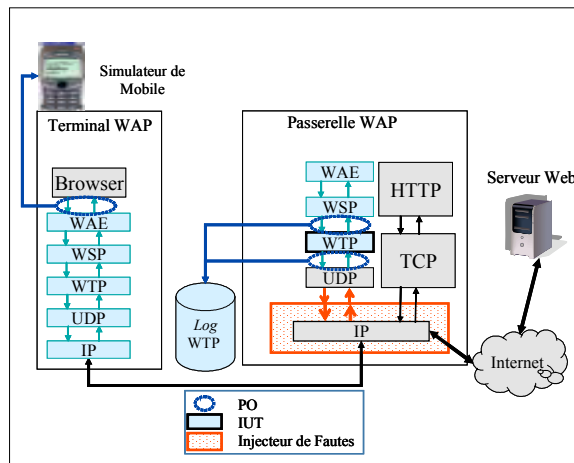 Simulateur de
Mobile
Terminal WAP
Browser
WAE
WSP
WTP
UDP
IP
Passerelle WAP
WAE
WSP
WTP
UDP
IP
HTTP
TCP
Log
WTP
Serveur Web
Internet
PO
IUT
Injecteur de Fautes